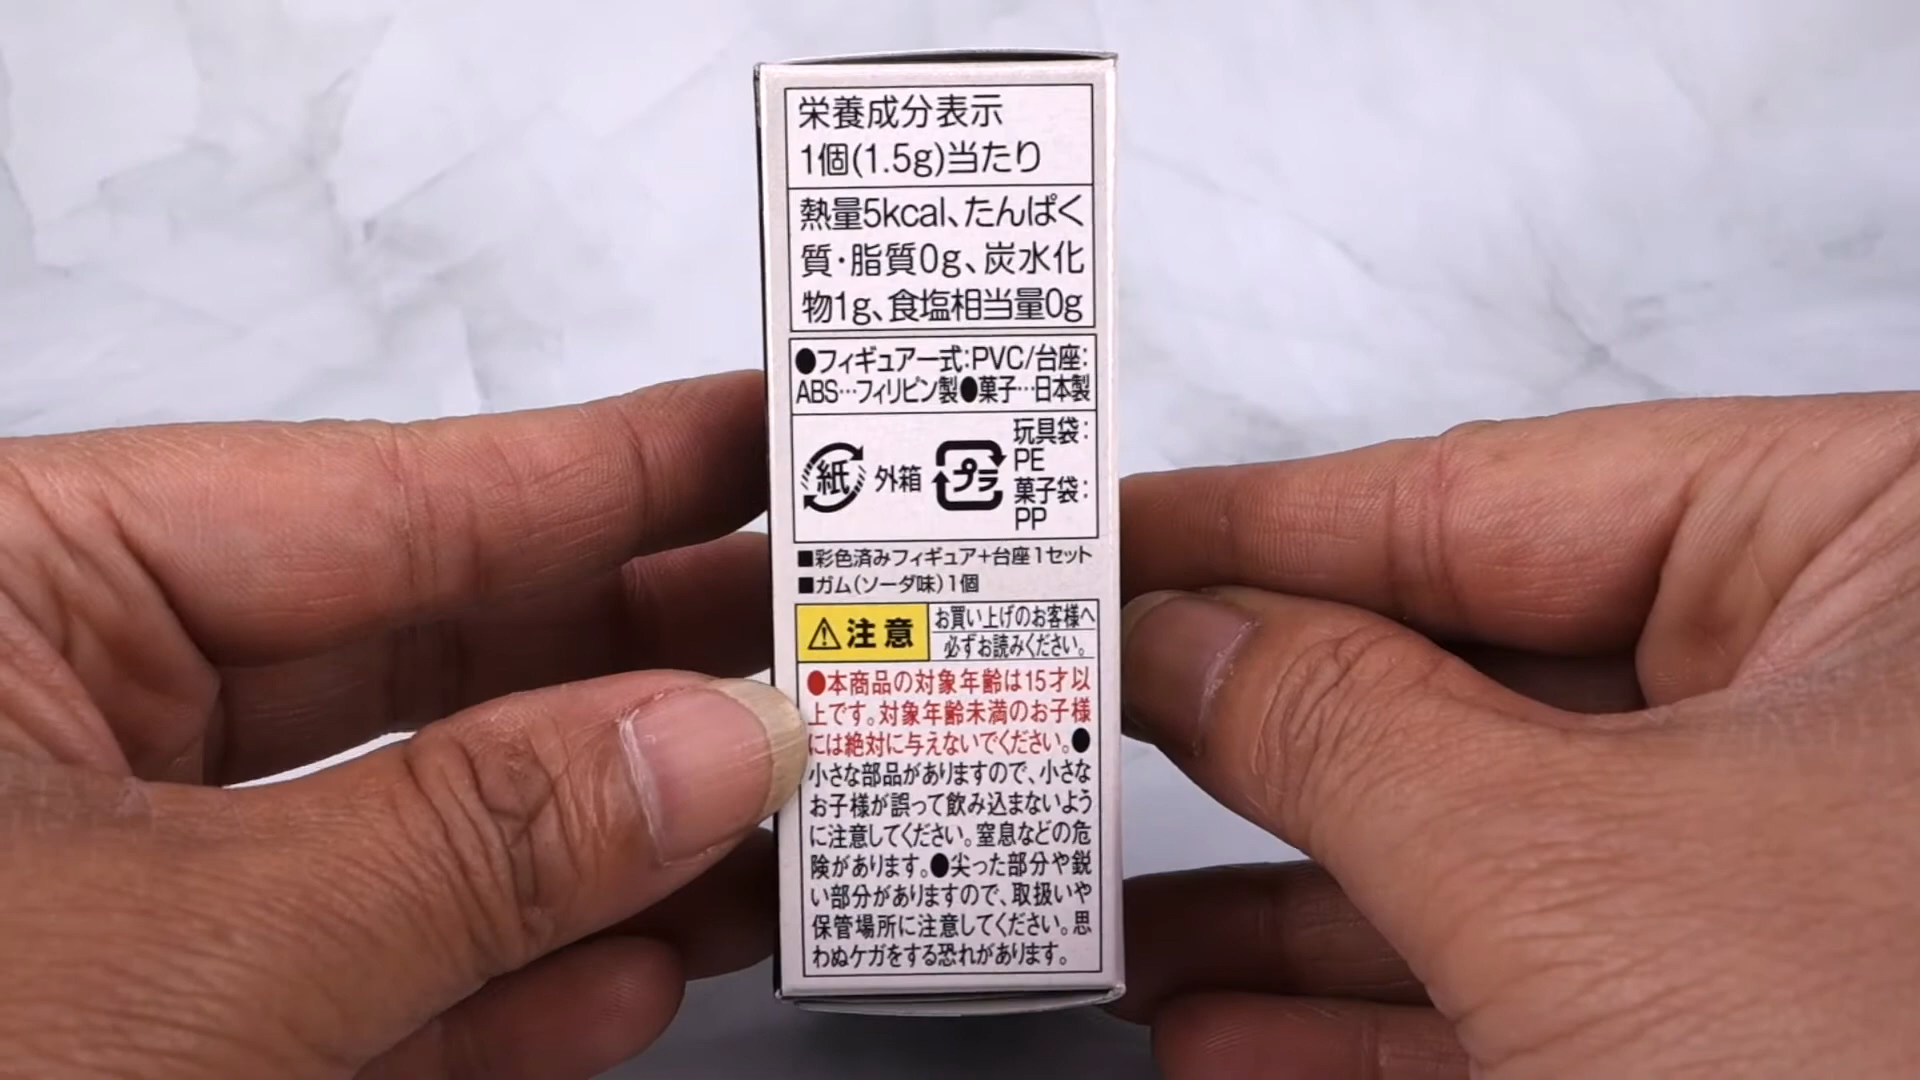 栄養成分表示
1個(1.5g)当たり
熱量5kcal、たんぱく
質・脂質0g、炭水化
物1g、食塩相当量0g
●フィギュア一式:PVC/台座:
ABS…フィリピン製●菓子…日本製
紙 外箱 プラ
玩具袋:
PE
菓子袋:
PP
■彩色済みフィギュア+台座1セット
■ガム(ソーダ味)1個
⚠注意
お買い上げのお客様へ
必ずお読みください。
●本商品の対象年齢は15才以
上です。対象年齢未満のお子様
には絶対に与えないでください。●
小さな部品がありますので、小さな
お子様が誤って飲み込まないよう
に注意してください。窒息などの危
険があります。●尖った部分や鋭
い部分がありますので、取扱いや
保管場所に注意してください。思
わぬケガをする恐れがあります。